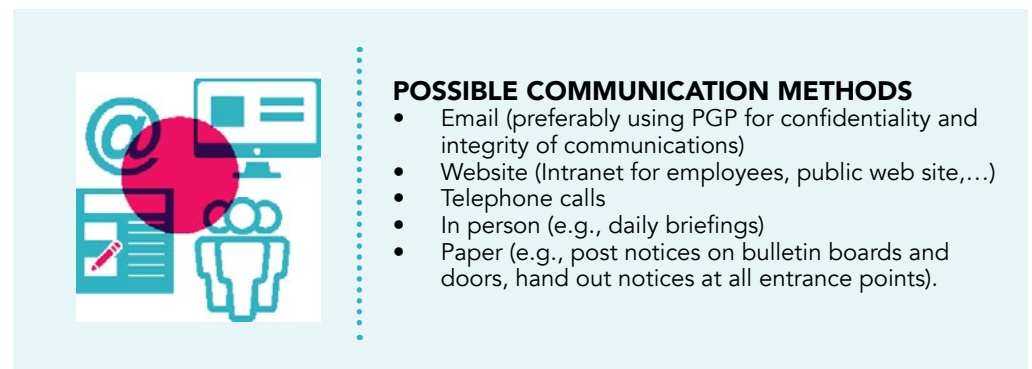 POSSIBLE COMMUNICATION METHODS
• Email (preferably using PGP for confidentiality and
integrity of communications)
• Website (Intranet for employees, public web site,…)
• Telephone calls
• In person (e.g., daily briefings)
• Paper (e.g., post notices on bulletin boards and
doors, hand out notices at all entrance points).